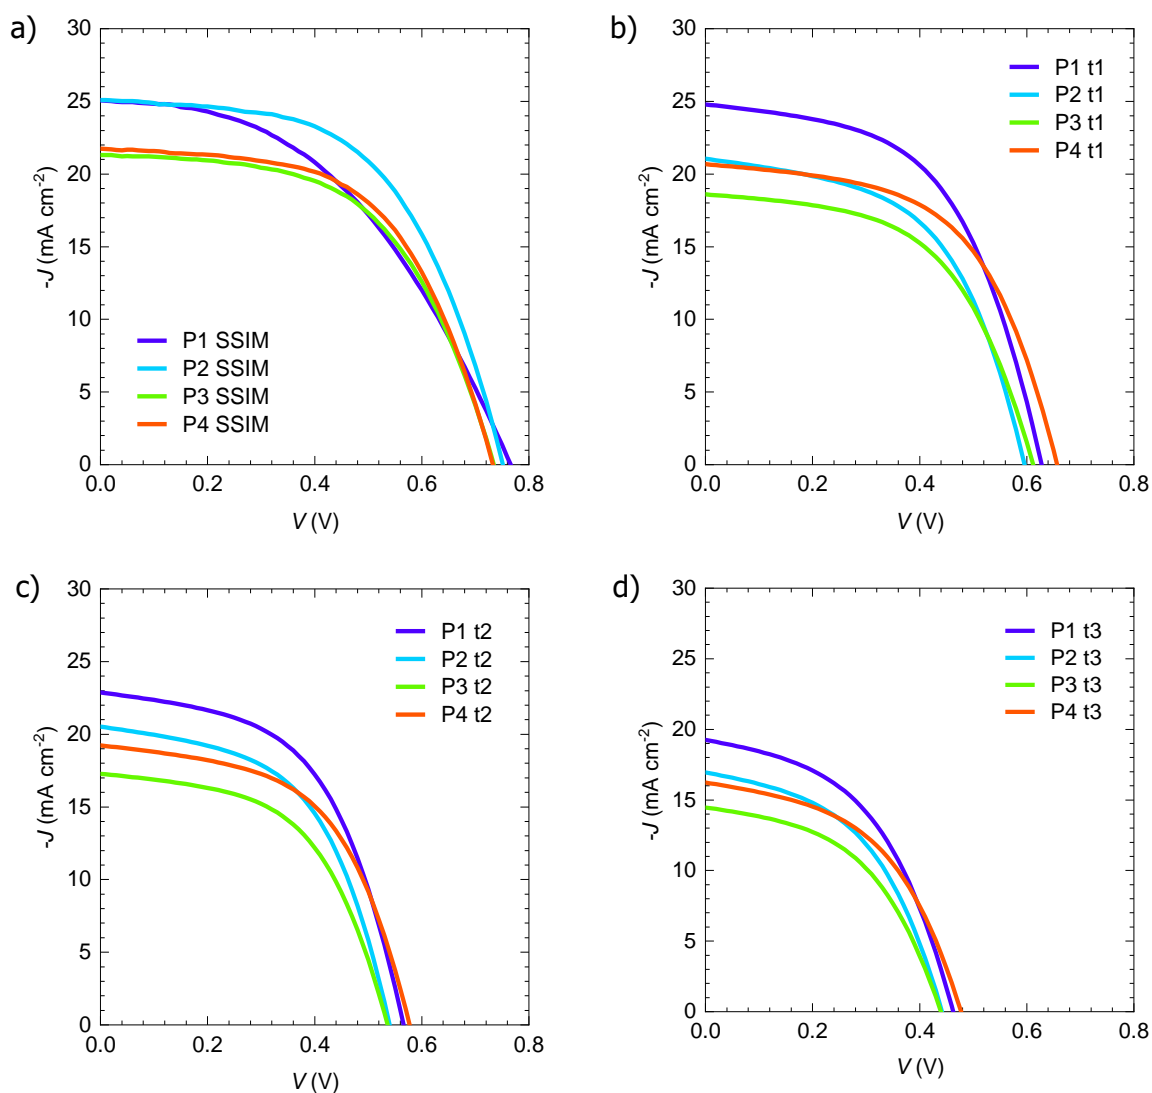 a)
30
25
20
15
10
5
0
-J (mA cm-2)
P1 SSIM
P2 SSIM
P3 SSIM
P4 SSIM
0.0 0.2 0.4 0.6 0.8
V (V)
b)
30
25
20
15
10
5
0
-J (mA cm-2)
P1 t1
P2 t1
P3 t1
P4 t1
0.0 0.2 0.4 0.6 0.8
V (V)
c)
30
25
20
15
10
5
0
-J (mA cm-2)
P1 t2
P2 t2
P3 t2
P4 t2
0.0 0.2 0.4 0.6 0.8
V (V)
d)
30
25
20
15
10
5
0
-J (mA cm-2)
P1 t3
P2 t3
P3 t3
P4 t3
0.0 0.2 0.4 0.6 0.8
V (V)